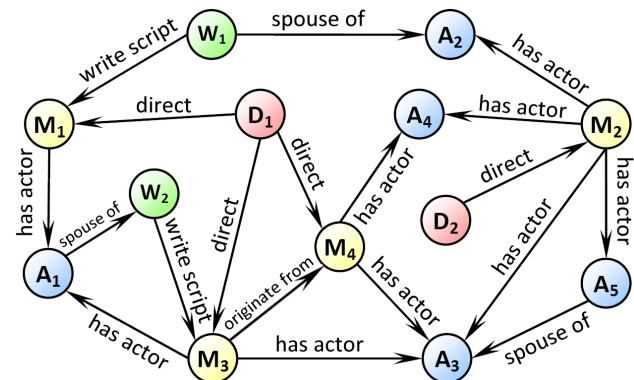 W1
spouse of
A2
write script
has actor
direct
has actor
M1
D1
A4
M2
has actor
direct
direct
has actor
has actor
W2
spouse of
write script
direct
D2
has actor
M4
A1
originate from
has actor
A5
has actor
M3
has actor
A3
spouse of